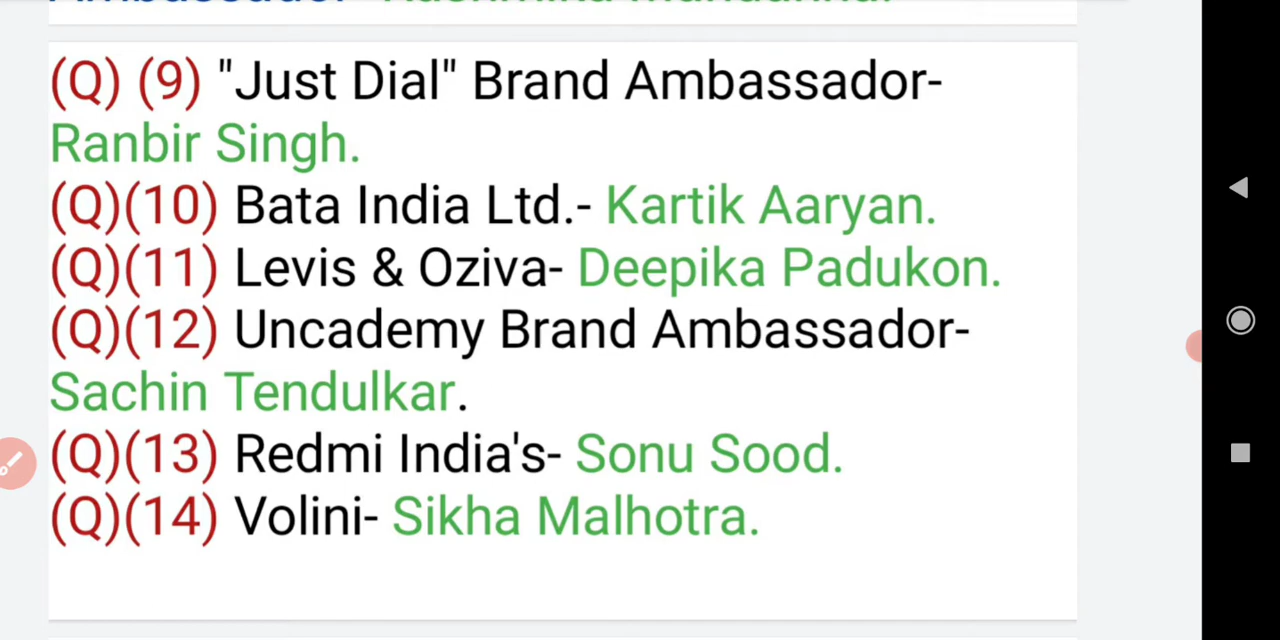 (Q) (9) "Just Dial" Brand Ambassador-
Ranbir Singh.
(Q)(10) Bata India Ltd.- Kartik Aaryan.
(Q)(11) Levis & Oziva- Deepika Padukon.
(Q)(12) Uncademy Brand Ambassador-
Sachin Tendulkar.
(Q)(13) Redmi India's- Sonu Sood.
(Q)(14) Volini- Sikha Malhotra.